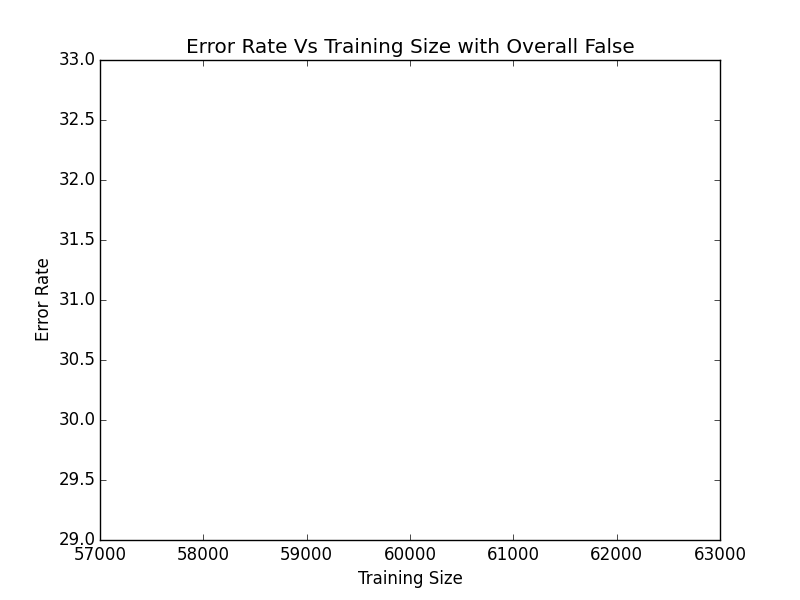 Error Rate Vs Training Size with Overall False
33.0
32.5
32.0
31.5
31.0
Error Rate
30.5
30.0
29.5
29.0
57000 58000 59000 60000 61000 62000 63000
Training Size